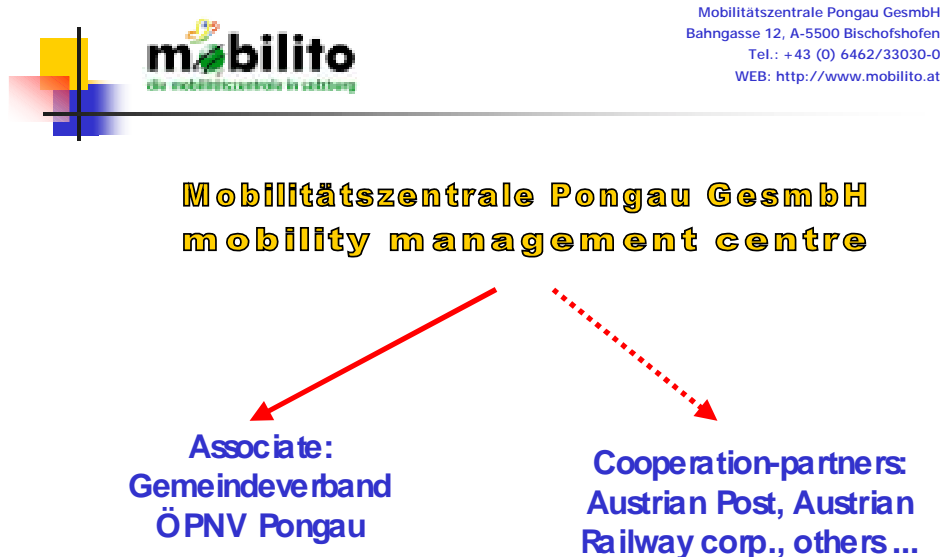 mobilito
die mobilitätszentrale in salzburg
Mobilitätszentrale Pongau GesmbH
Bahngasse 12, A-5500 Bischofshofen
Tel.: +43 (0) 6462/33030-0
WEB: http://www.mobilito.at
Mobilitätszentrale Pongau GesmbH
mobility management centre
Associate:
Gemeindeverband
ÖPNV Pongau
Cooperation-partners:
Austrian Post, Austrian
Railway corp., others ...